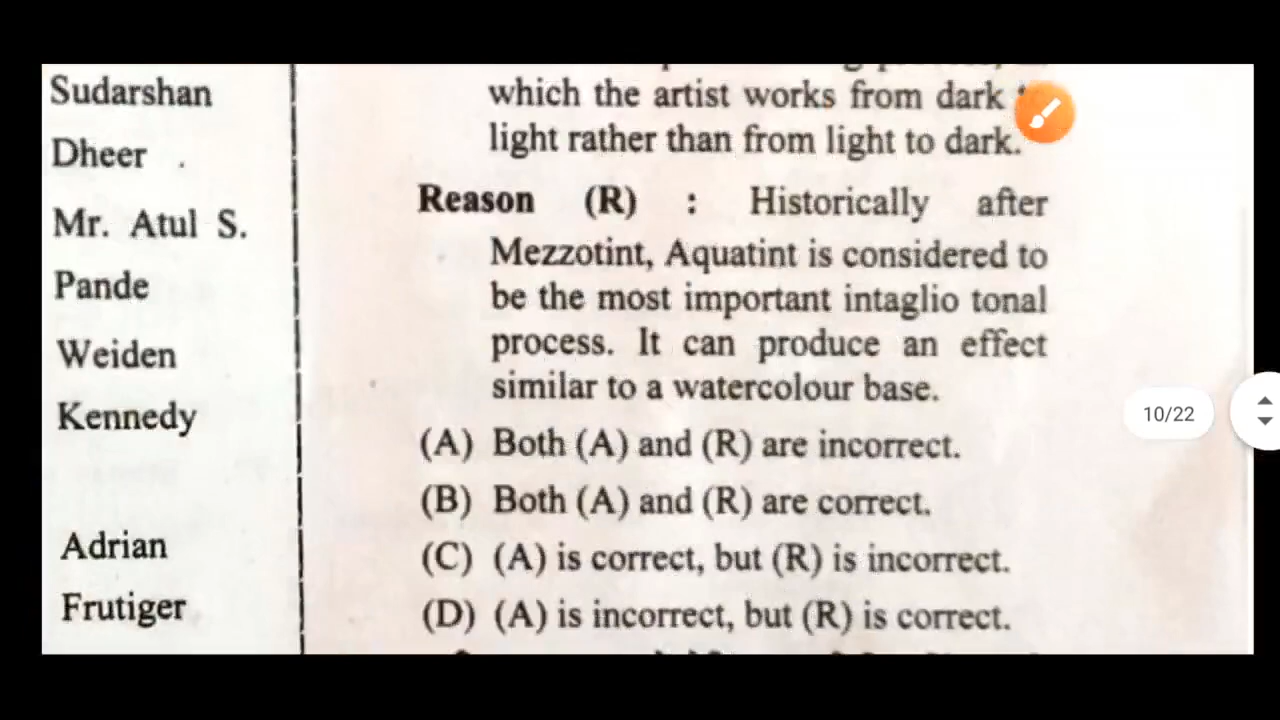 Sudarshan
Dheer
Mr. Atul S.
Pande
Weiden
Kennedy
Adrian
Frutiger
which the artist works from dark
light rather than from light to dark.
Reason (R) : Historically after
Mezzotint, Aquatint is considered to
be the most important intaglio tonal
process. It can produce an effect
similar to a watercolour base.
(A) Both (A) and (R) are incorrect.
(B) Both (A) and (R) are correct.
(C) (A) is correct, but (R) is incorrect.
(D) (A) is incorrect, but (R) is correct.
10/22